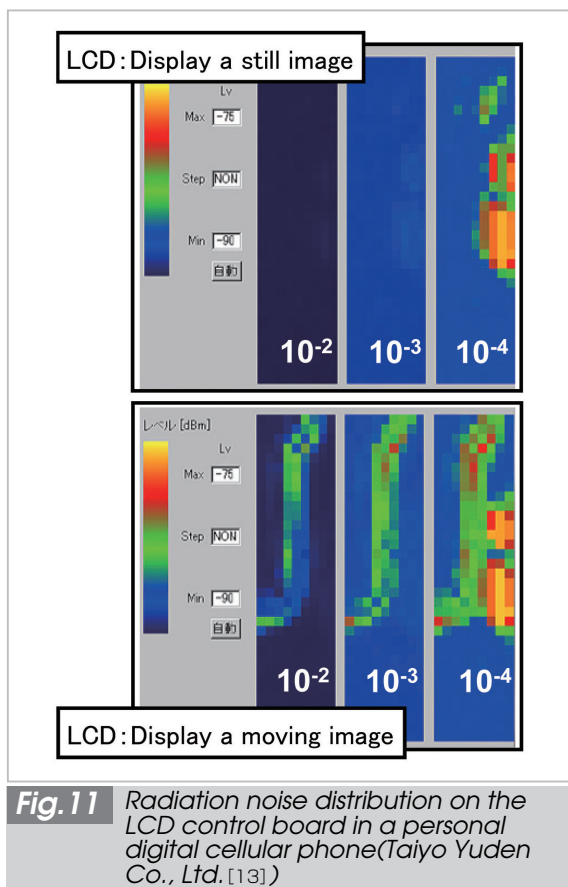 LCD:Display a still image
Lv
Max -75
Step NON
Min -90
自動
10-2 10-3 10-4
レベル [dBm]
Lv
Max -75
Step NON
Min -90
自動
10-2 10-3 10-4
LCD:Display a moving image
Fig.11 Radiation noise distribution on the
LCD control board in a personal
digital cellular phone(Taiyo Yuden
Co., Ltd.[13])